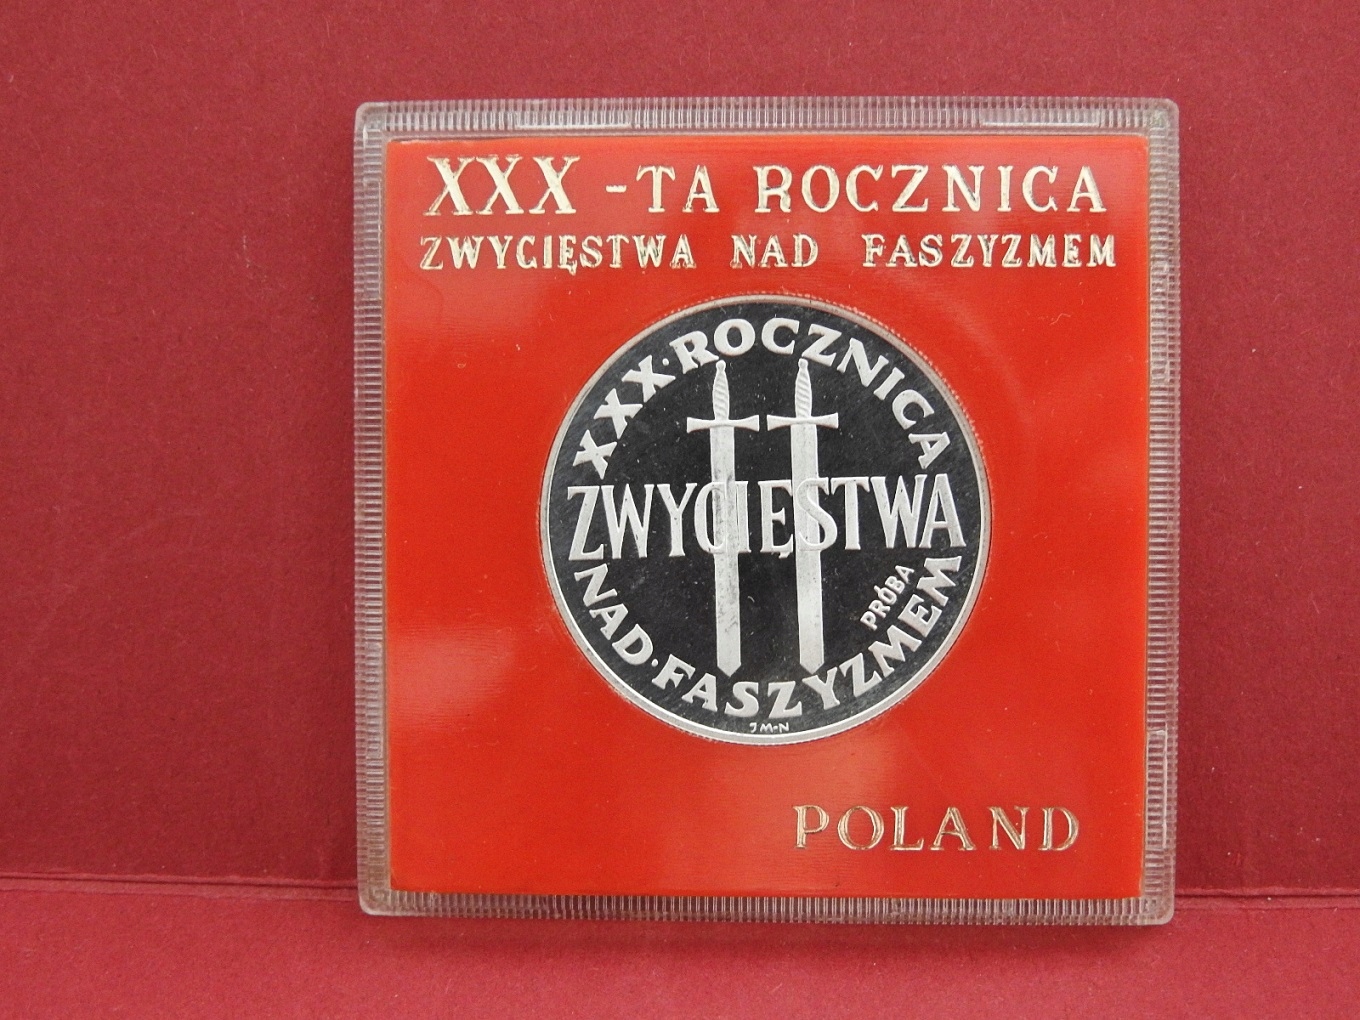 XXX -TA ROCZNICA
ZWYCIĘSTWA NAD FASZYZMEM
XXX·ROCZNICA
ZWYCIĘSTWA
NAD·FASZYZMEM
PRÓBA
JM-N
POLAND